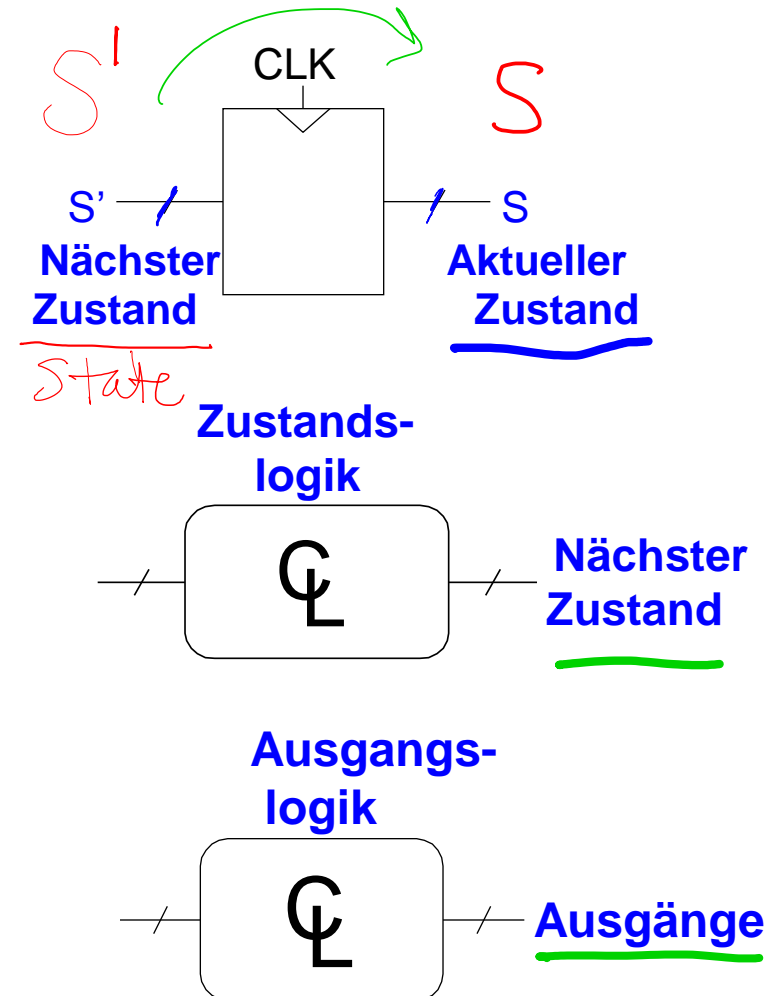 CLK
S'
S
S’
S
Nächster
Zustand
Aktueller
Zustand
State
Zustands-
logik
CL
Nächster
Zustand
Ausgangs-
logik
CL
Ausgänge